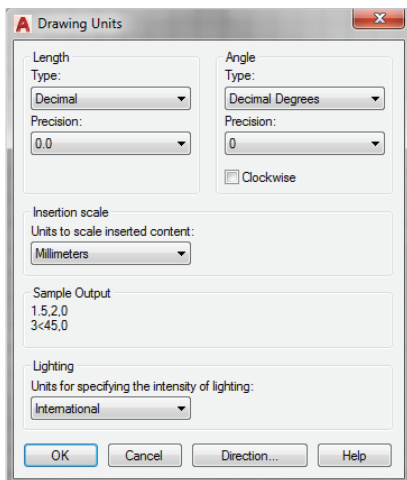 Drawing Units
Length
Type:
Decimal
Precision:
0.0
Angle
Type:
Decimal Degrees
Precision:
0
Clockwise
Insertion scale
Units to scale inserted content:
Millimeters
Sample Output
1.5,2,0
3<45,0
Lighting
Units for specifying the intensity of lighting:
International
OK Cancel Direction... Help